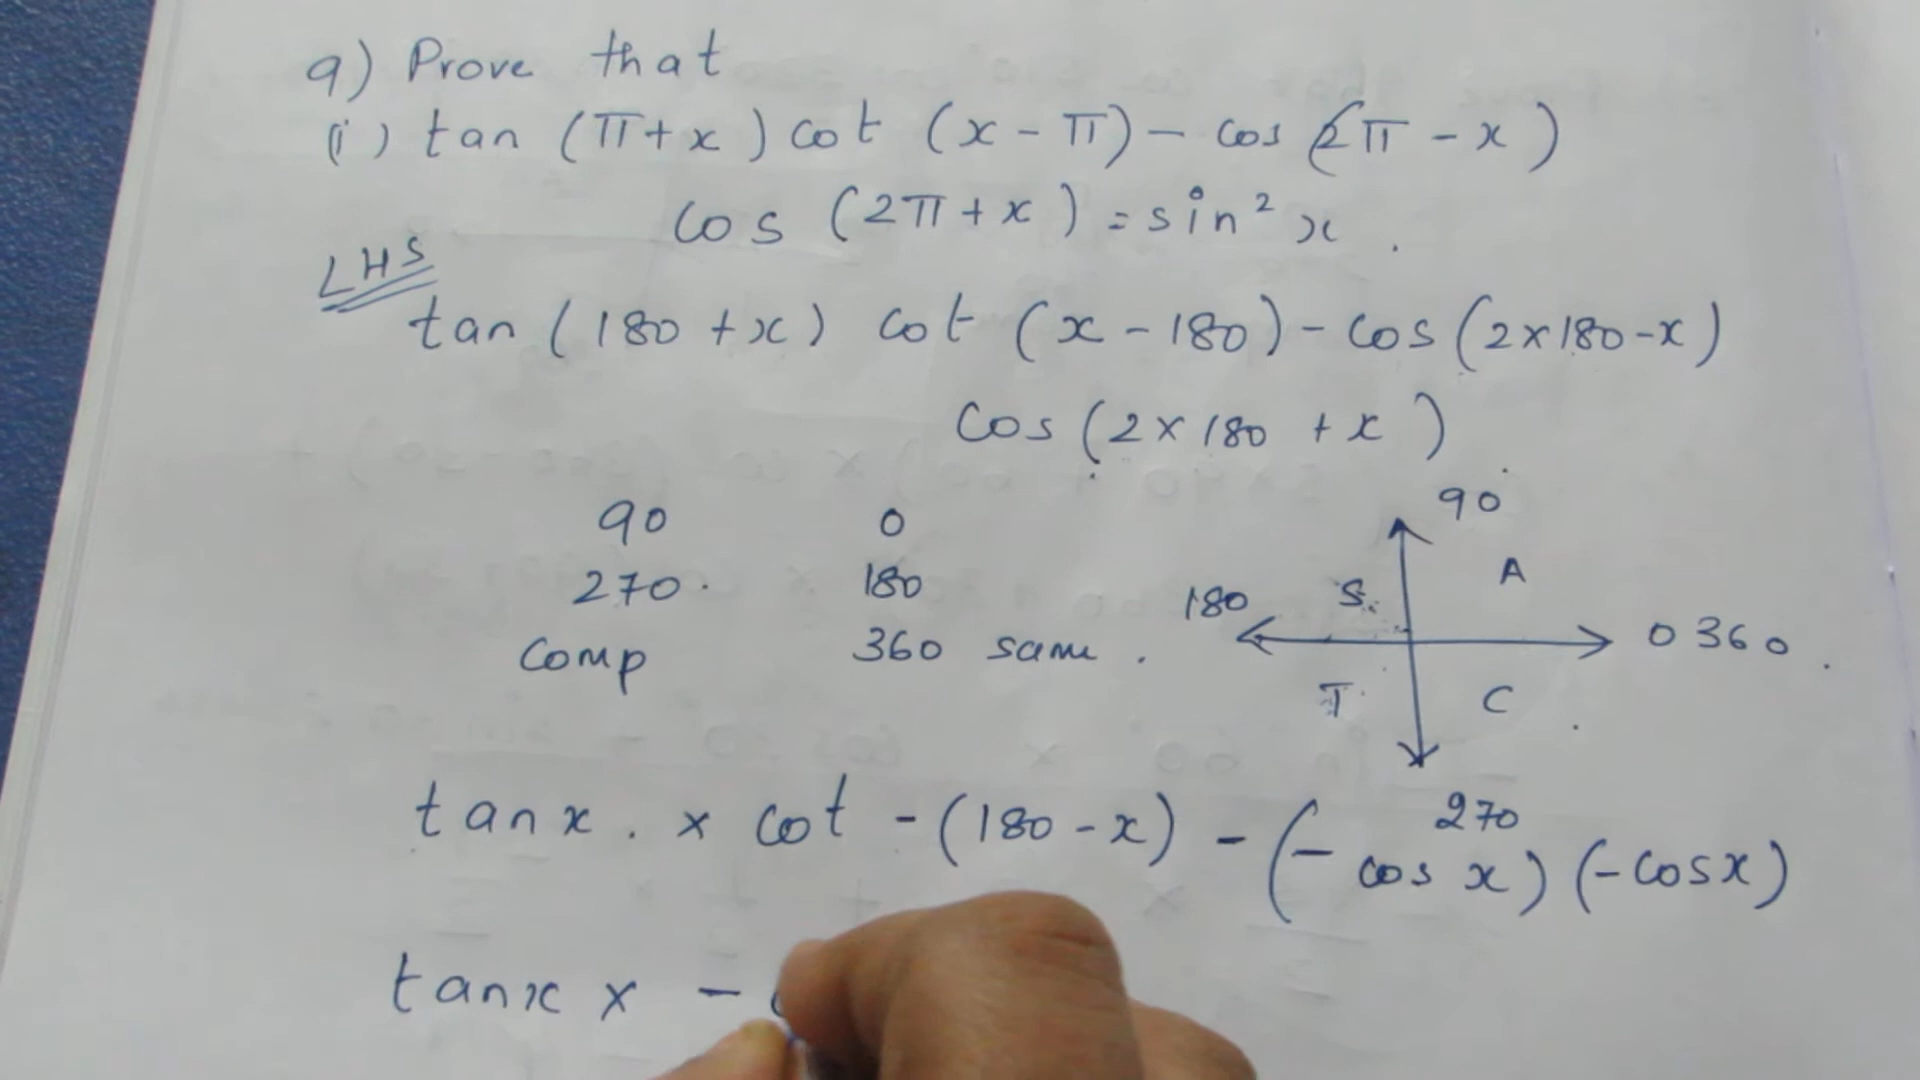 9) Prove that
(i) tan (π+x) cot (x - π) - cos (2π - x)
cos (2π + x) = sin² x.
LHS
tan (180 + x) cot (x - 180) - cos (2×180-x)
cos (2×180 + x)
90 0
270. 180
comp 360 same.
90
S. A
180 0 360.
T. C
270
tan x . × cot - (180 - x) - (- cos x) (- cos x)
tan x × -